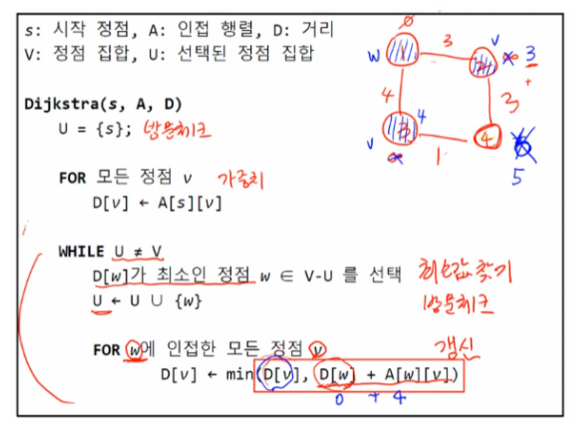 s: 시작 정점, A: 인접 행렬, D: 거리
V: 정점 집합, U: 선택된 정점 집합
Dijkstra(s, A, D)
U = {s}; 방문체크
FOR 모든 정점 v 가중치
D[v] ← A[s][v]
WHILE U ≠ V
D[w]가 최소인 정점 w ∈ V-U 를 선택 최솟값 찾기
U ← U ∪ {w} 방문체크
FOR w에 인접한 모든 정점 v 갱신
D[v] ← min(D[v], D[w] + A[w][v])
0 + 4
0
W 1 3 2 V ∞ 3
4 3
V 3 4 ∞ 1 4
5